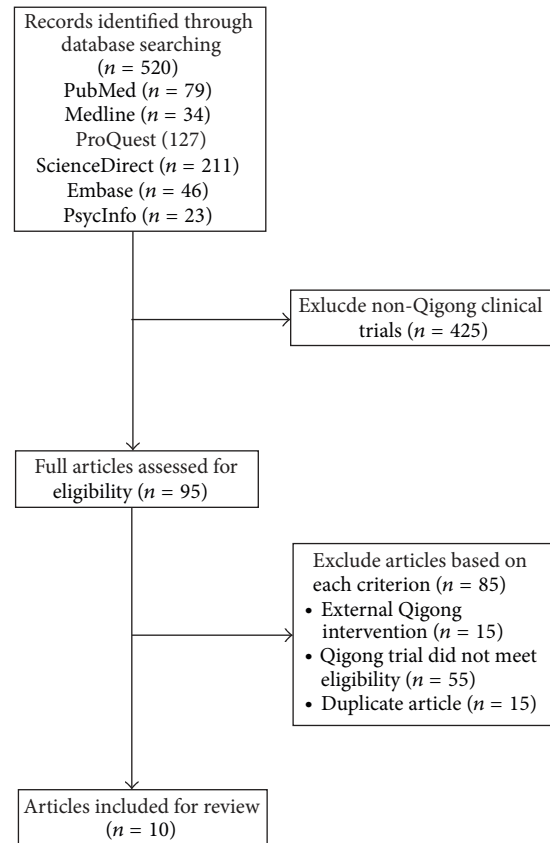 Records identified through
database searching
(n = 520)
PubMed (n = 79)
Medline (n = 34)
ProQuest (127)
ScienceDirect (n = 211)
Embase (n = 46)
PsycInfo (n = 23)
Exlucde non-Qigong clinical
trials (n = 425)
Full articles assessed for
eligibility (n = 95)
Exclude articles based on
each criterion (n = 85)
• External Qigong
intervention (n = 15)
• Qigong trial did not meet
eligibility (n = 55)
• Duplicate article (n = 15)
Articles included for review
(n = 10)